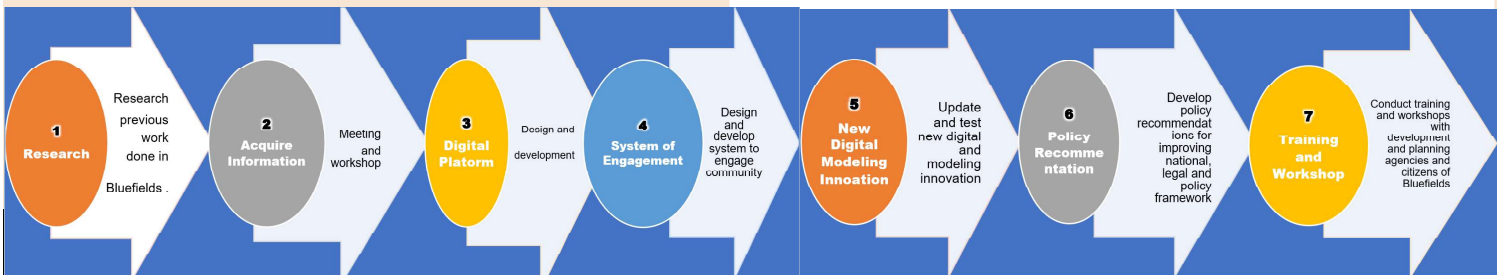 1
Research
Research
previous
work
done in
Bluefields .
2
Acquire
Information
Meeting
and
workshop
3
Digital
Platorm
Design and
development
4
System of
Engagement
Design
and
develop
system to
engage
community
5
New
Digital
Modeling
Innoation
Update
and test
new digital
and
modeling
innovation
6
Policy
Recomme
ntation
Develop
policy
recommendat
ions for
improving
national,
legal and
policy
framework
7
Training
and
Workshop
Conduct training
and workshops
with
development
and planning
agencies and
citizens of
Bluefields